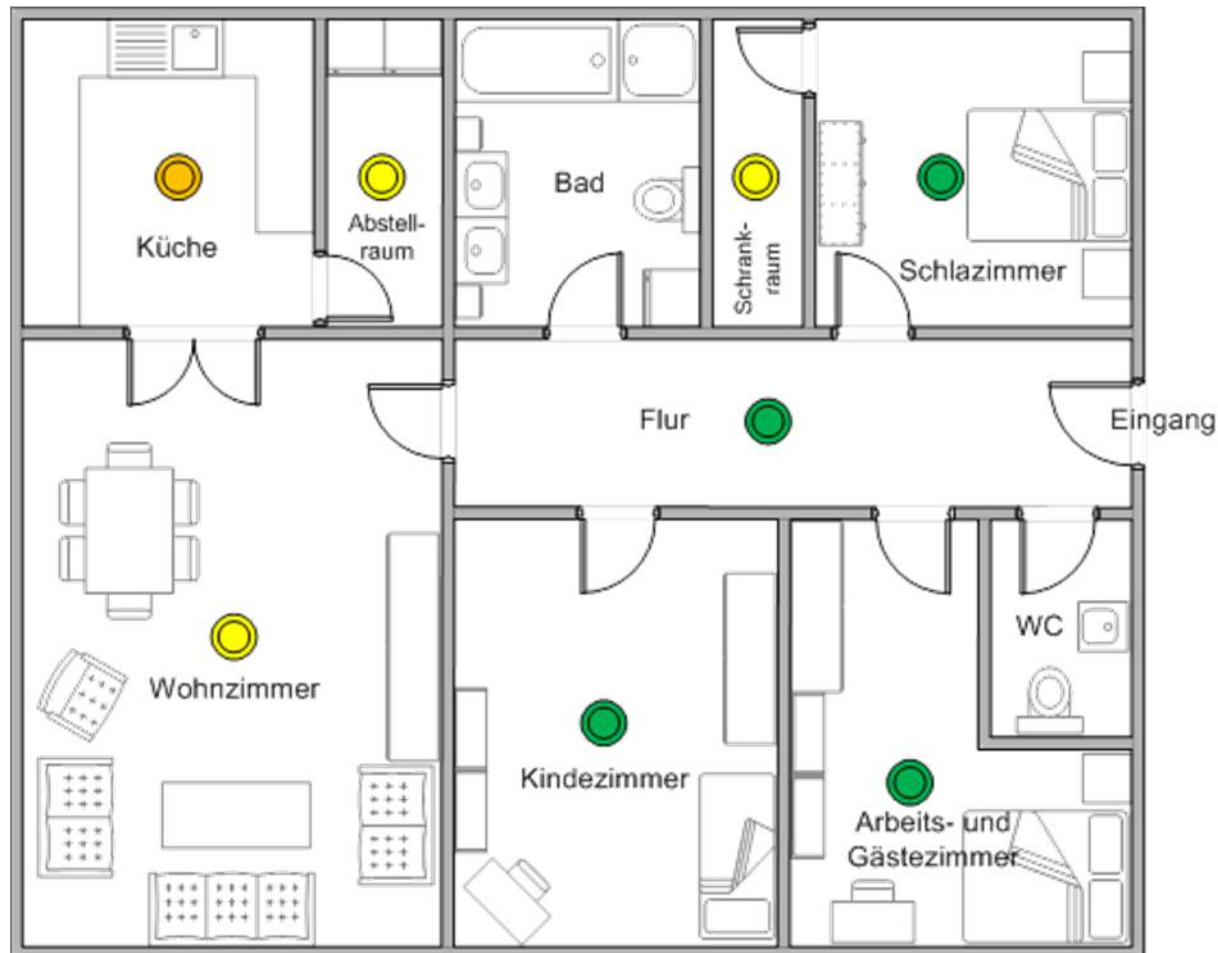 Küche
Abstell-
raum
Bad
Schrank-
raum
Schlazimmer
Flur
Eingang
Wohnzimmer
Kindezimmer
WC
Arbeits- und
Gästezimmer